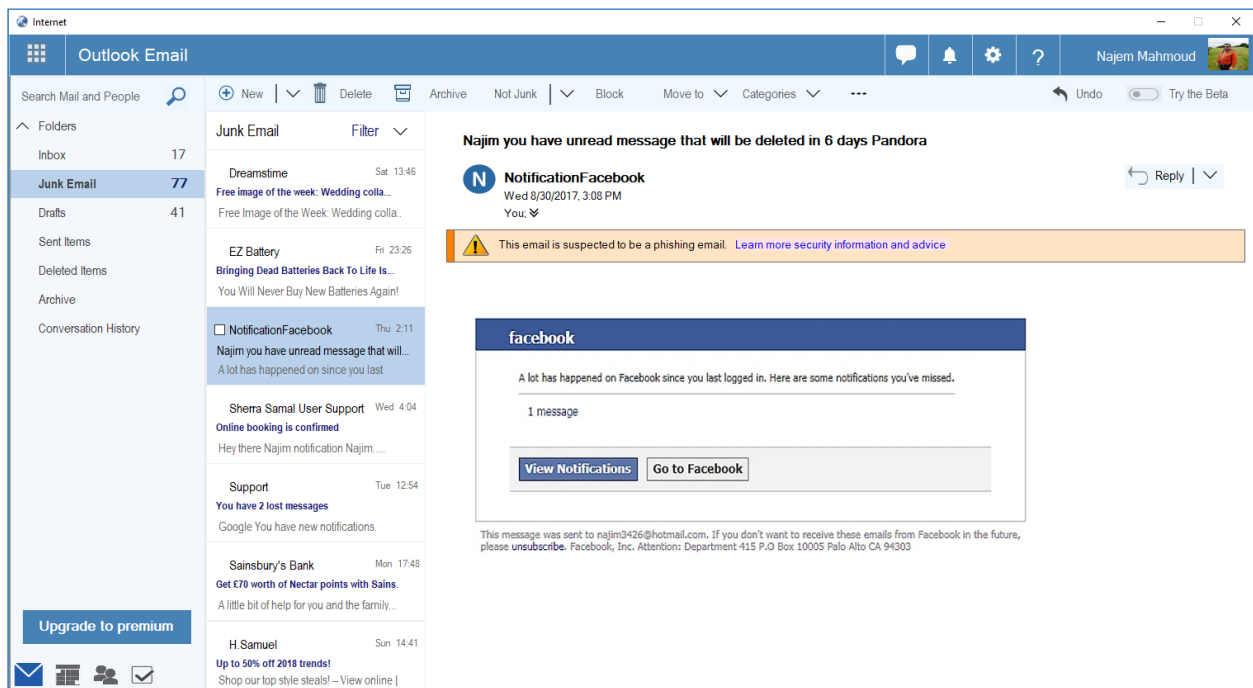 Internet
Outlook Email
Najem Mahmoud
Search Mail and People
New
Delete
Archive
Not Junk
Block
Move to
Categories
Undo
Try the Beta
Folders
Inbox 17
Junk Email 77
Drafts 41
Sent Items
Deleted Items
Archive
Conversation History
Upgrade to premium
Junk Email Filter
Dreamstime Sat 13:46
Free image of the week: Wedding colla...
Free Image of the Week: Wedding colla..
EZ Battery Fri 23:26
Bringing Dead Batteries Back To Life Is...
You Will Never Buy New Batteries Again!
NotificationFacebook Thu 2:11
Najim you have unread message that will...
A lot has happened on since you last
Sherra Samal User Support Wed 4:04
Online booking is confirmed
Hey there Najim notification Najim.....
Support Tue 12:54
You have 2 lost messages
Google You have new notifications.
Sainsbury's Bank Mon 17:48
Get £70 worth of Nectar points with Sains.
A little bit of help for you and the family...
H.Samuel Sun 14:41
Up to 50% off 2018 trends!
Shop our top style steals! – View online |
Najim you have unread message that will be deleted in 6 days Pandora
N
NotificationFacebook
Wed 8/30/2017, 3:08 PM
You;
Reply
This email is suspected to be a phishing email. Learn more security information and advice
facebook
A lot has happened on Facebook since you last logged in. Here are some notifications you've missed.
1 message
View Notifications Go to Facebook
This message was sent to najim3426@hotmail.com. If you don't want to receive these emails from Facebook in the future,
please unsubscribe. Facebook, Inc. Attention: Department 415 P.O Box 10005 Palo Alto CA 94303